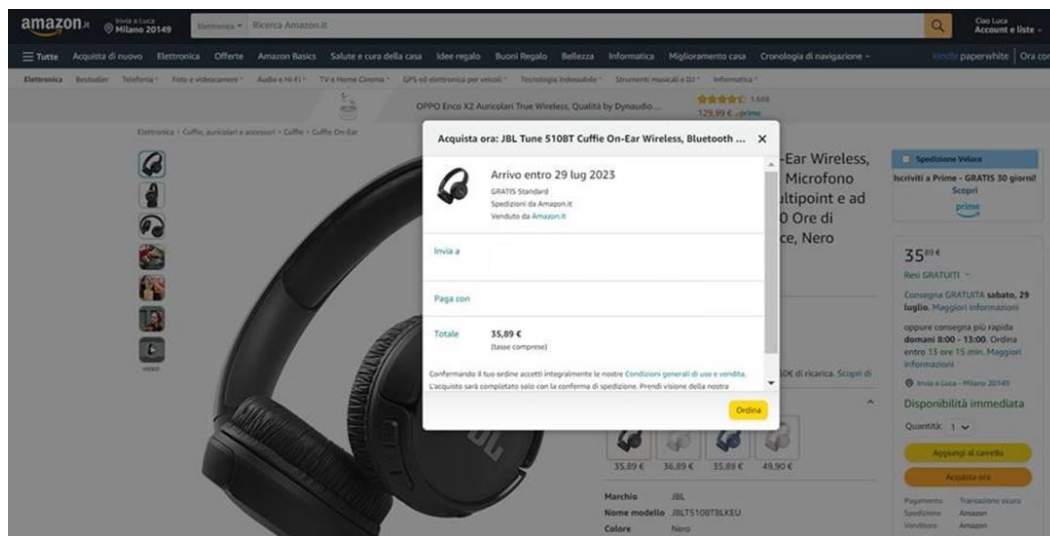 amazon.it
Invia a Luca
Milano 20149
Elettronica
Ricerca Amazon.it
Ciao Luca
Account e liste
Tutte Acquista di nuovo Elettronica Offerte Amazon Basics Salute e cura della casa Idee regalo Buoni Regalo Bellezza Informatica Miglioramento casa Cronologia di navigazione
kindle paperwhite Ora con
Elettronica Bestseller Telefonia Foto e videocamere Audio e Hi-Fi TV e Home Cinema GPS ed elettronica per veicoli Tecnologia Indossabile Strumenti musicali e DJ Informatica
OPPO Enco X2 Auricolari True Wireless, Qualità by Dynaudio...
129,99 € prime
Elettronica › Cuffie, auricolari e accessori › Cuffie › Cuffie On-Ear
VIDEO
JBL
Acquista ora: JBL Tune 510BT Cuffie On-Ear Wireless, Bluetooth ...
Arrivo entro 29 lug 2023
GRATIS Standard
Spedizioni da Amazon.it
Venduto da Amazon.it
Invia a
Paga con
Totale 35,89 €
(tasse comprese)
Confermando il tuo ordine accetti integralmente le nostre Condizioni generali di uso e vendita.
L'acquisto sarà completato solo con la conferma di spedizione. Prendi visione della nostra
Ordina
-Ear Wireless,
Microfono
ltipoint e ad
0 Ore di
ce, Nero
50€ di ricarica. Scopri di
35,89 € 36,89 € 35,89 € 49,90 €
Marchio JBL
Nome modello JBLT510BTBLKEU
Colore Nero
Spedizione Veloce
Iscriviti a Prime - GRATIS 30 giorni!
Scopri
prime
35 89 €
Resi GRATUITI
Consegna GRATUITA sabato, 29
luglio. Maggiori informazioni
oppure consegna più rapida
domani 8:00 - 13:00. Ordina
entro 13 ore 15 min. Maggiori
informazioni
Invia a Luca - Milano 20149
Disponibilità immediata
Quantità: 1
Aggiungi al carrello
Acquista ora
Pagamento Transazione sicura
Spedizione Amazon
Venditore Amazon